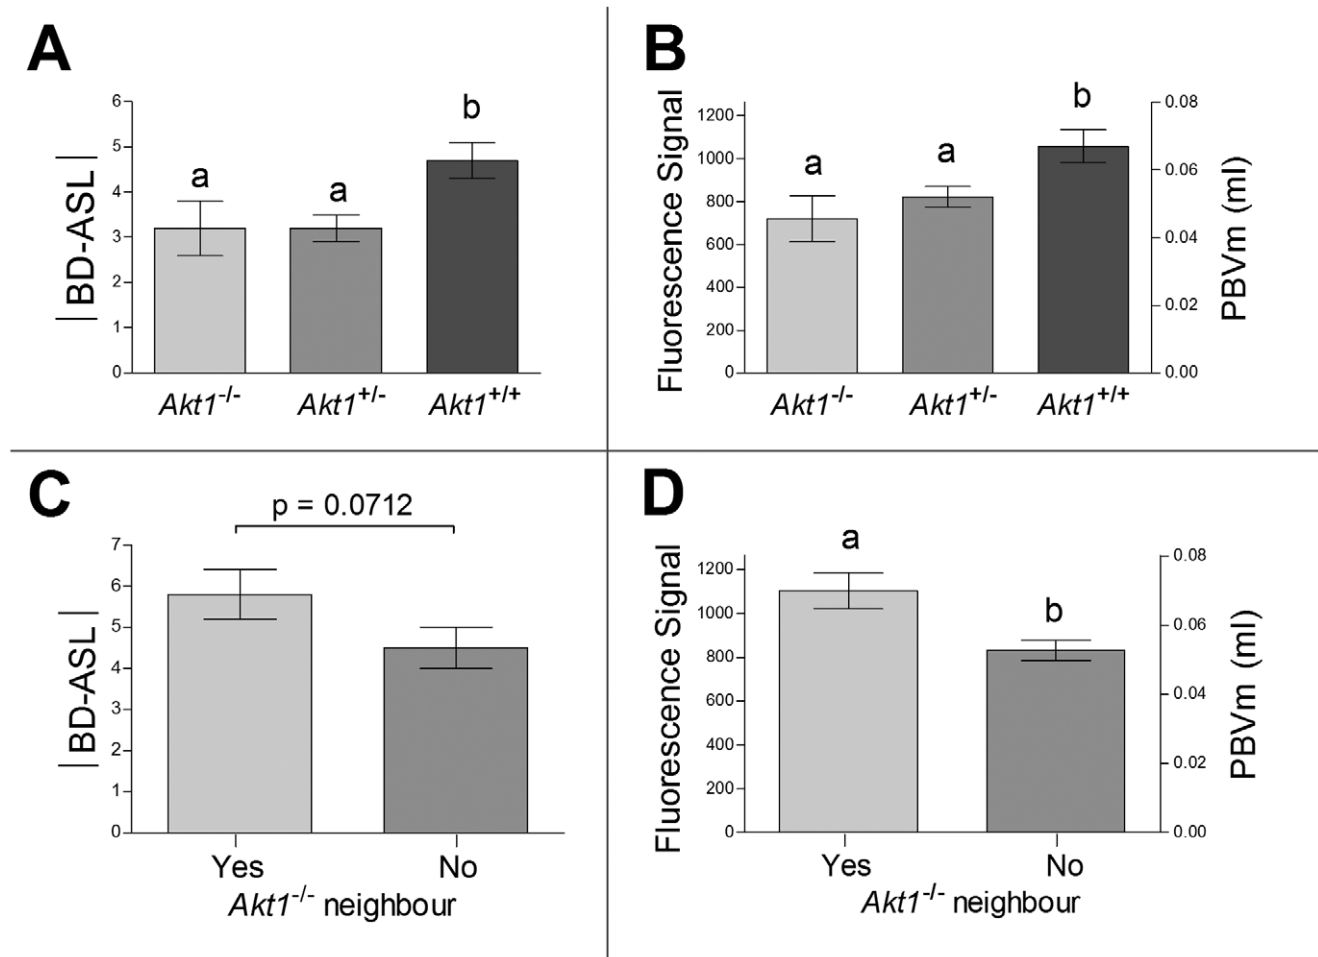 A
6
5
4
3
2
1
0
|BD-ASL|
a
a
b
Akt1-/-
Akt1+/-
Akt1+/+
B
1200
1000
800
600
400
200
0
Fluorescence Signal
a
a
b
0.08
0.06
0.04
0.02
0.00
PBVm (ml)
Akt1-/-
Akt1+/-
Akt1+/+
C
p = 0.0712
7
6
5
4
3
2
1
0
|BD-ASL|
Yes
No
Akt1-/- neighbour
D
1200
1000
800
600
400
200
0
Fluorescence Signal
a
b
0.08
0.06
0.04
0.02
0.00
PBVm (ml)
Yes
No
Akt1-/- neighbour